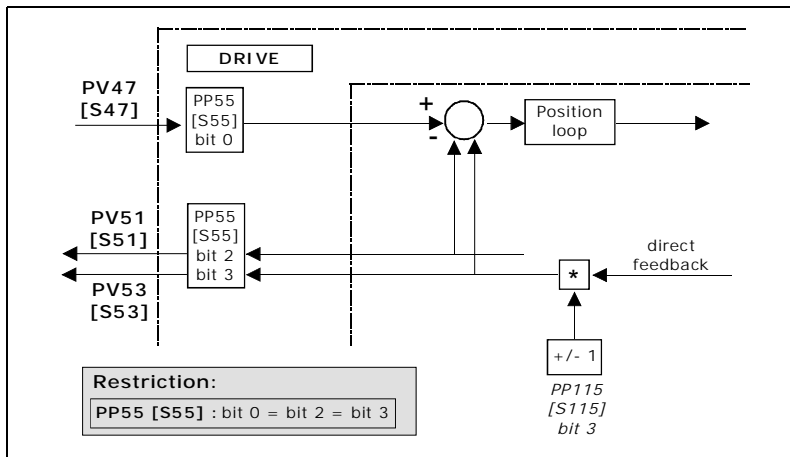 DRIVE
PV47
[S47]
PP55
[S55]
bit 0
+
-
Position
loop
PV51
[S51]
PP55
[S55]
bit 2
bit 3
PV53
[S53]
direct
feedback
*
+/- 1
PP115
[S115]
bit 3
Restriction:
PP55 [S55] : bit 0 = bit 2 = bit 3